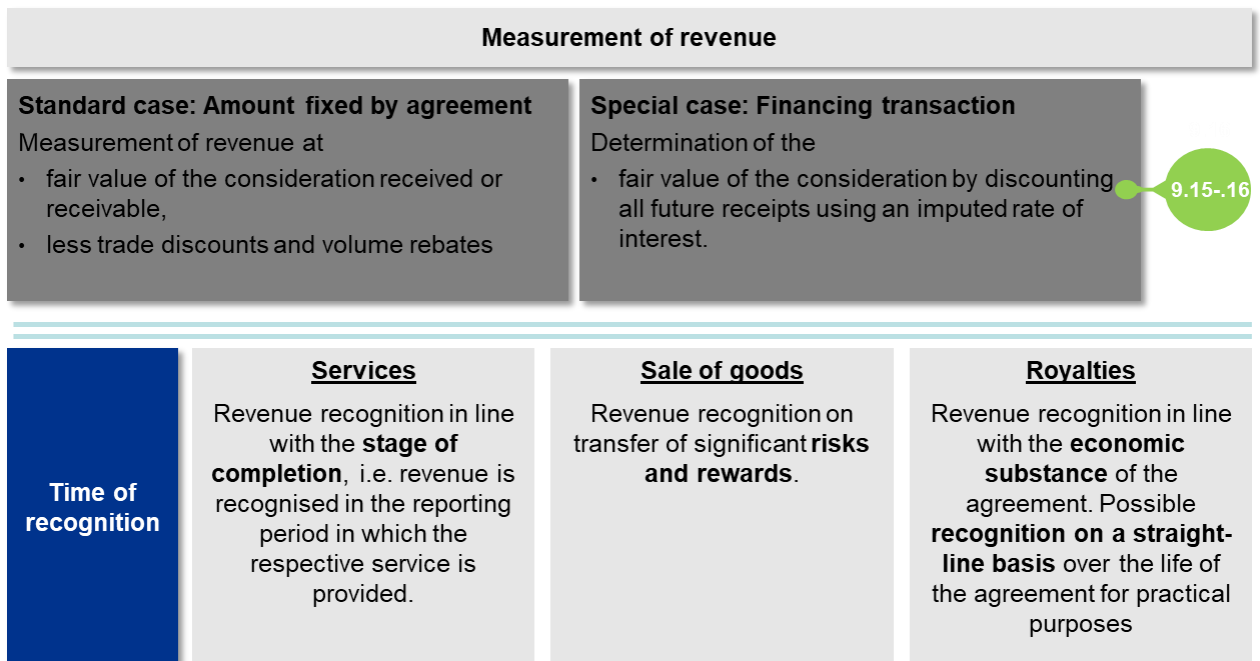 Measurement of revenue
Standard case: Amount fixed by agreement
Measurement of revenue at
• fair value of the consideration received or
receivable,
• less trade discounts and volume rebates
Special case: Financing transaction
Determination of the
• fair value of the consideration by discounting
all future receipts using an imputed rate of
interest.
9.15-.16
Time of
recognition
Services
Revenue recognition in line
with the stage of
completion, i.e. revenue is
recognised in the reporting
period in which the
respective service is
provided.
Sale of goods
Revenue recognition on
transfer of significant risks
and rewards.
Royalties
Revenue recognition in line
with the economic
substance of the
agreement. Possible
recognition on a straight-
line basis over the life of
the agreement for practical
purposes